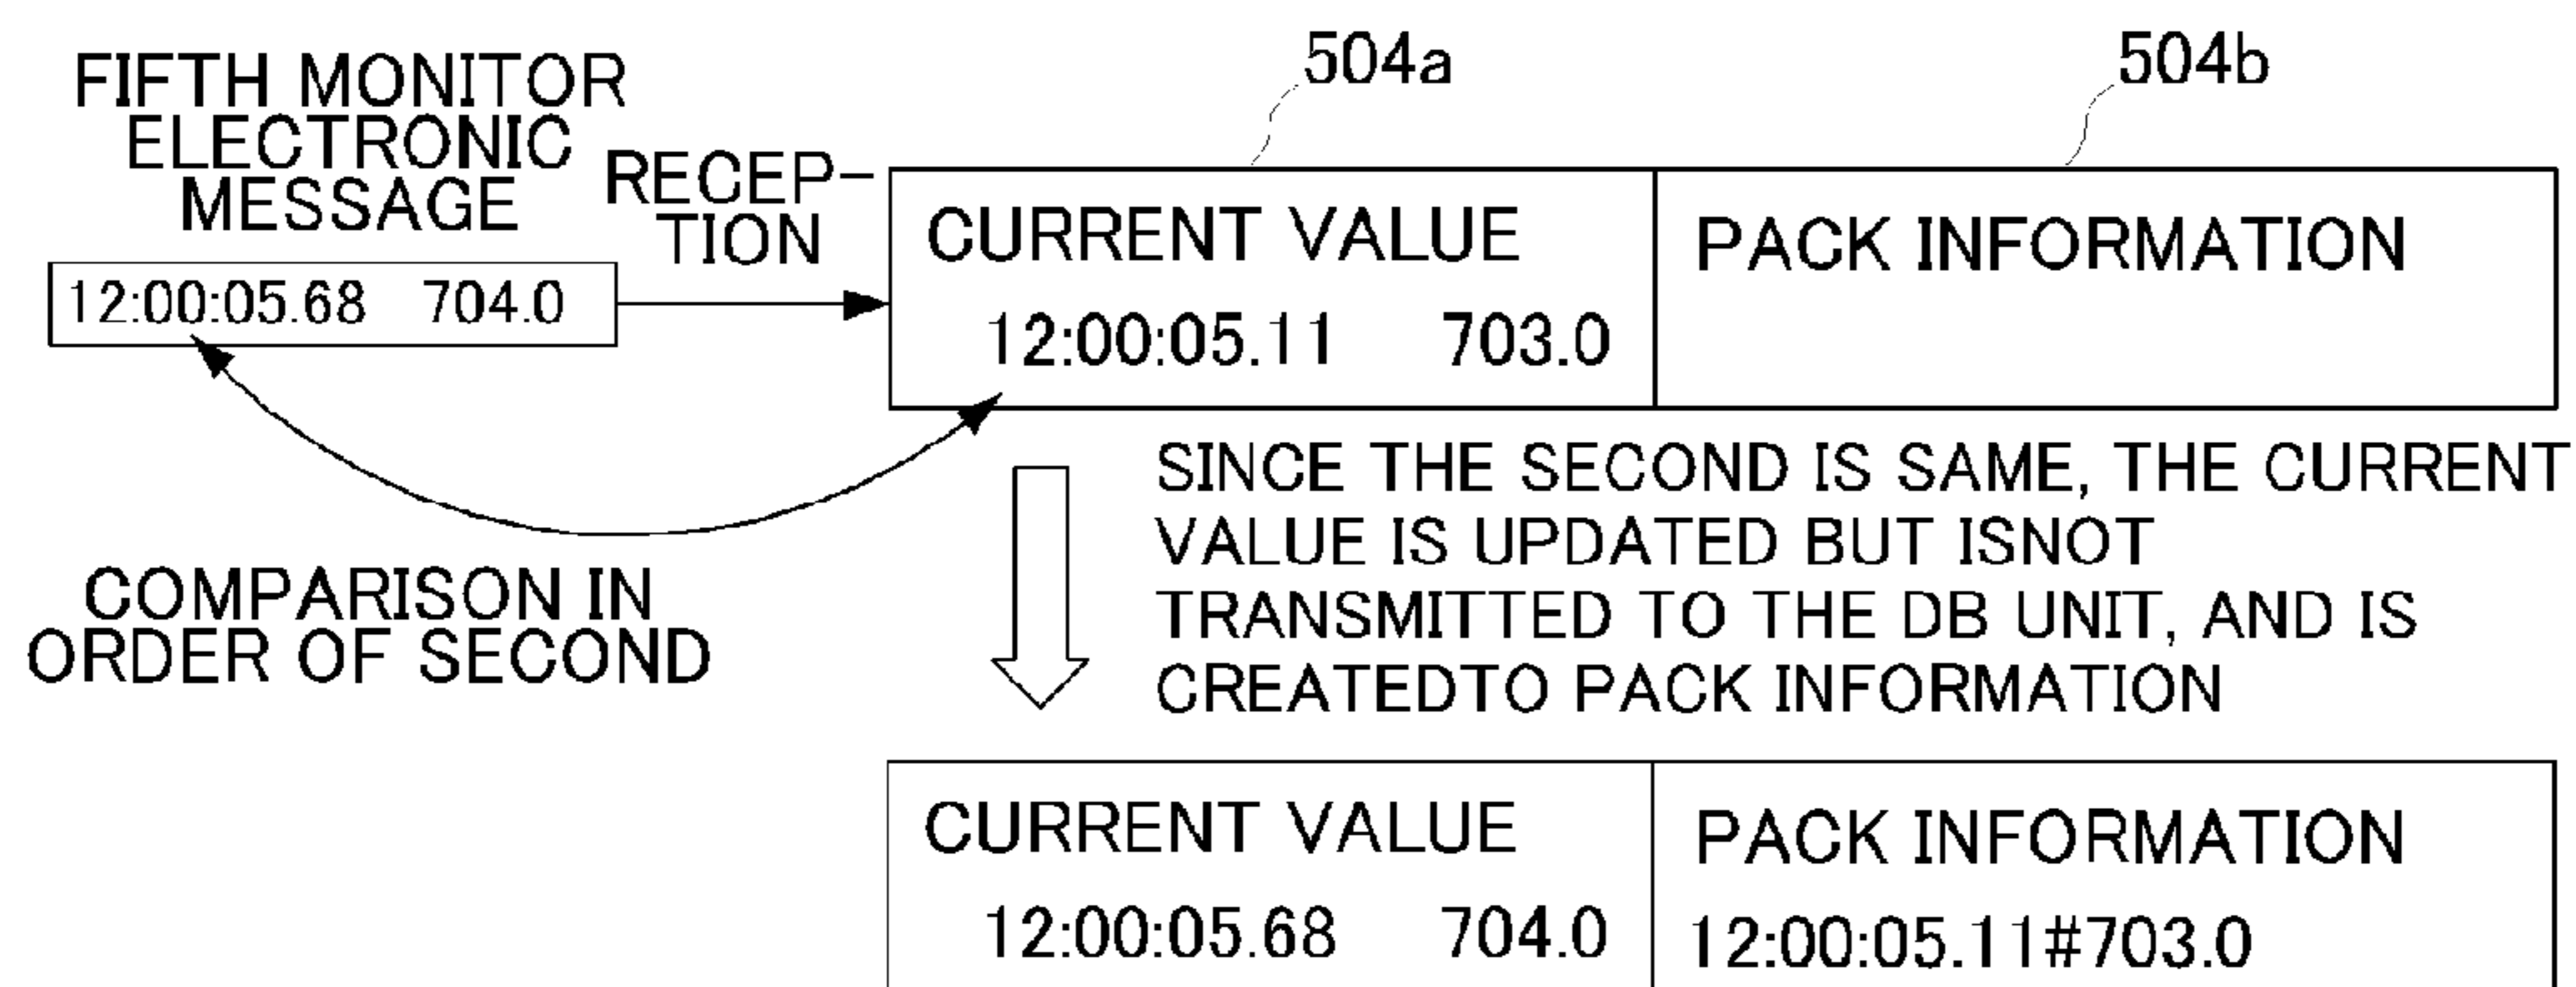 504a
504b
FIFTH MONITOR
ELECTRONIC
MESSAGE
RECEP-
TION
12:00:05.68 704.0
CURRENT VALUE
12:00:05.11 703.0
PACK INFORMATION
COMPARISON IN
ORDER OF SECOND
SINCE THE SECOND IS SAME, THE CURRENT
VALUE IS UPDATED BUT ISNOT
TRANSMITTED TO THE DB UNIT, AND IS
CREATEDTO PACK INFORMATION
CURRENT VALUE
12:00:05.68 704.0
PACK INFORMATION
12:00:05.11#703.0